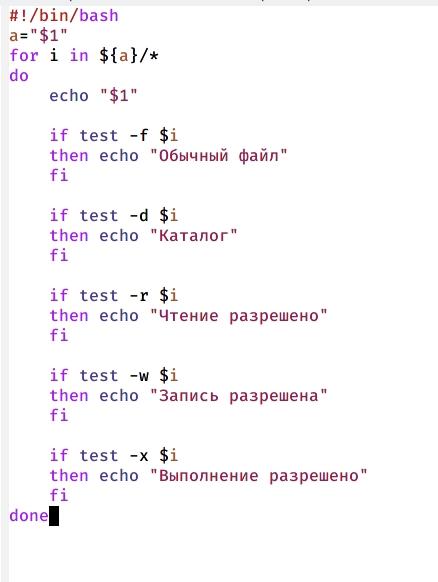 #!/bin/bash
a="$1"
for i in ${a}/*
do
    echo "$1"

    if test -f $i
    then echo "Обычный файл"
    fi

    if test -d $i
    then echo "Каталог"
    fi

    if test -r $i
    then echo "Чтение разрешено"
    fi

    if test -w $i
    then echo "Запись разрешена"
    fi

    if test -x $i
    then echo "Выполнение разрешено"
    fi
done